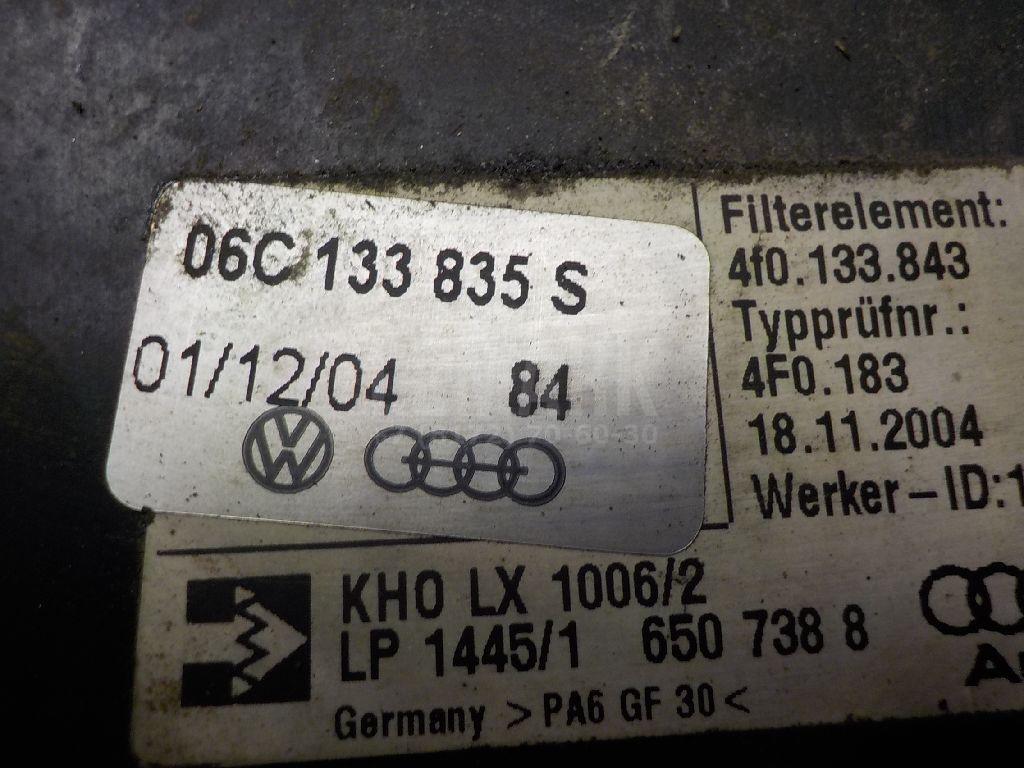 06C 133 835 S
01/12/04 84
Filterelement:
4f0.133.843
Typprüfnr.:
4F0.183
18.11.2004
Werker-ID:1
KHO LX 1006/2
LP 1445/1 650 738 8
Germany >PA6 GF 30<